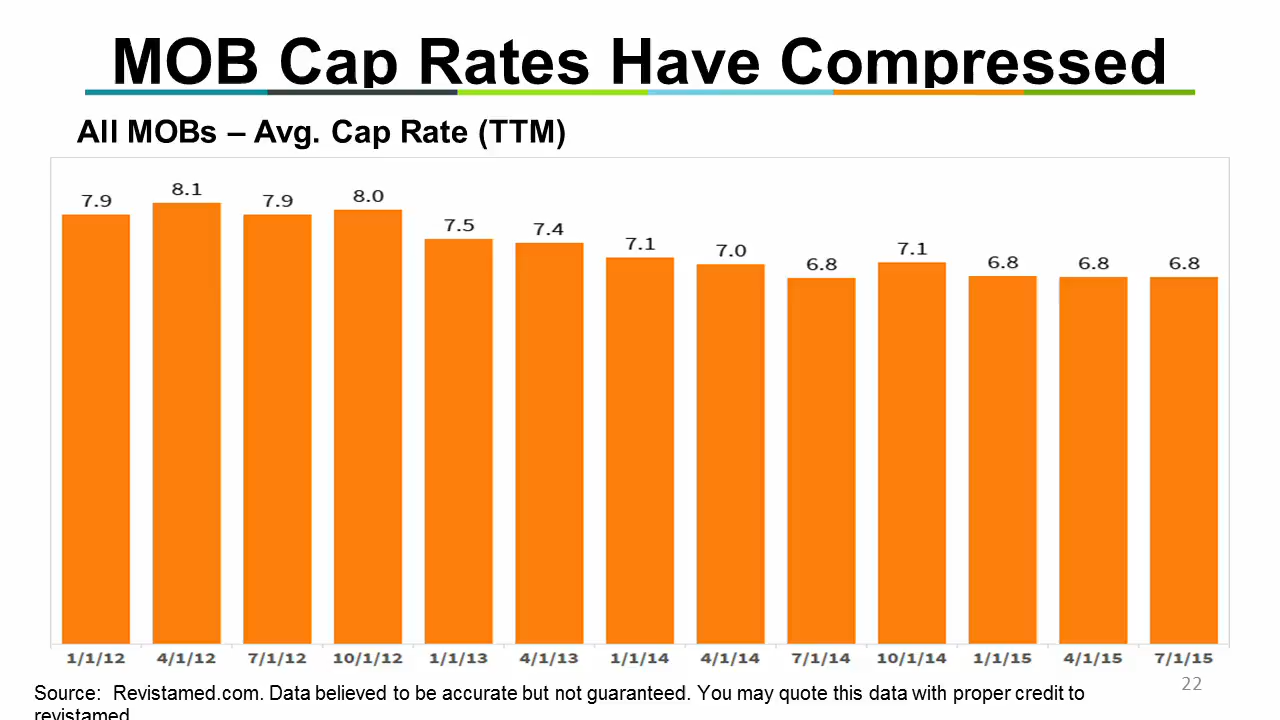 MOB Cap Rates Have Compressed
All MOBs – Avg. Cap Rate (TTM)
7.9 8.1 7.9 8.0 7.5 7.4 7.1 7.0 6.8 7.1 6.8 6.8 6.8
1/1/12 4/1/12 7/1/12 10/1/12 1/1/13 4/1/13 1/1/14 4/1/14 7/1/14 10/1/14 1/1/15 4/1/15 7/1/15
Source: Revistamed.com. Data believed to be accurate but not guaranteed. You may quote this data with proper credit to
revistamed
22